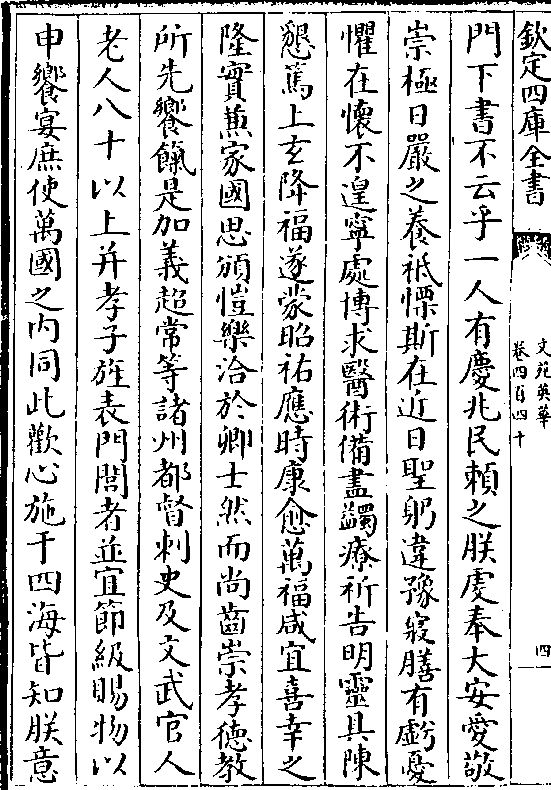 欽定四庫全書
文苑英華
卷四百四十
四
門下書不云乎一人有慶兆民賴之朕虔奉大安愛敬
崇極日嚴之養祗慄斯在近日聖躬違豫寢膳有虧憂
懼在懷不遑寧處博求醫術備盡蠲療祈告明靈具陳
懇篤上玄降福遂蒙昭祐應時康愈萬福咸宜喜幸之
隆實兼家國思頒愷樂洽於卿士然而尚齒崇孝德教
所先饗餼是加義超常等諸州都督刺史及文武官人
老人八十以上并孝子旌表門閭者並宜節級賜物以
申饗宴庶使萬國之内同此歡心施于四海皆知朕意